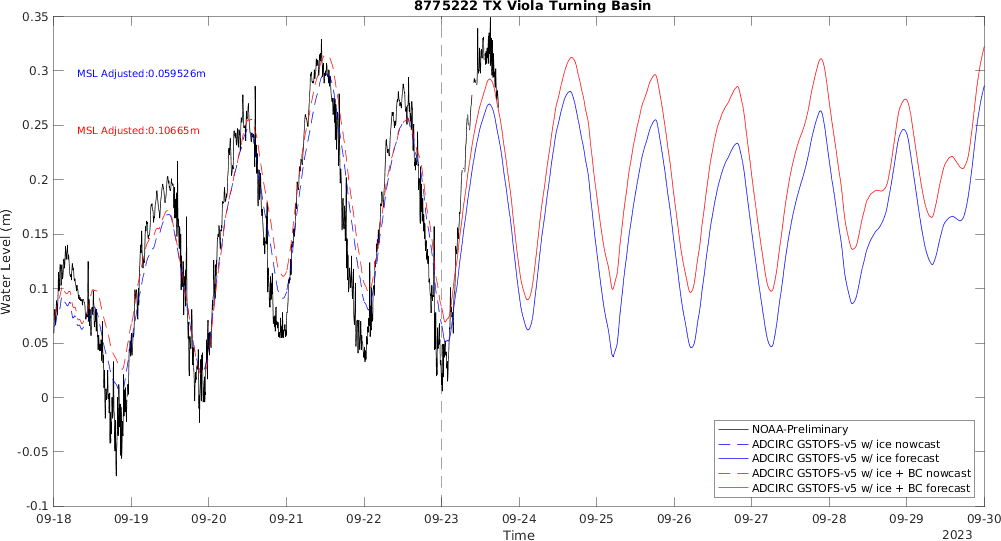 8775222 TX Viola Turning Basin
0.35
0.3
0.25
0.2
0.15
0.1
0.05
0
-0.05
-0.1
Water Level (m)
MSL Adjusted:0.059526m
MSL Adjusted:0.10665m
NOAA-Preliminary
ADCIRC GSTOFS-v5 w/ ice nowcast
ADCIRC GSTOFS-v5 w/ ice forecast
ADCIRC GSTOFS-v5 w/ ice + BC nowcast
ADCIRC GSTOFS-v5 w/ ice + BC forecast
09-18 09-19 09-20 09-21 09-22 09-23 09-24 09-25 09-26 09-27 09-28 09-29 09-30
Time
2023